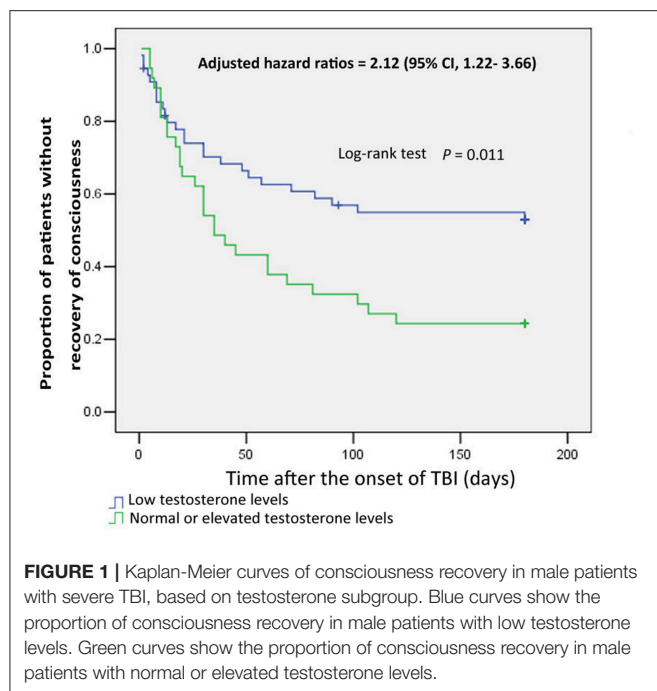 Adjusted hazard ratios = 2.12 (95% CI, 1.22- 3.66)
Log-rank test P = 0.011
1.0
0.8
0.6
0.4
0.2
0.0
Proportion of patients without
recovery of consciousness
0 50 100 150 200
Time after the onset of TBI (days)
Low testosterone levels
Normal or elevated testosterone levels
FIGURE 1 | Kaplan-Meier curves of consciousness recovery in male patients
with severe TBI, based on testosterone subgroup. Blue curves show the
proportion of consciousness recovery in male patients with low testosterone
levels. Green curves show the proportion of consciousness recovery in male
patients with normal or elevated testosterone levels.